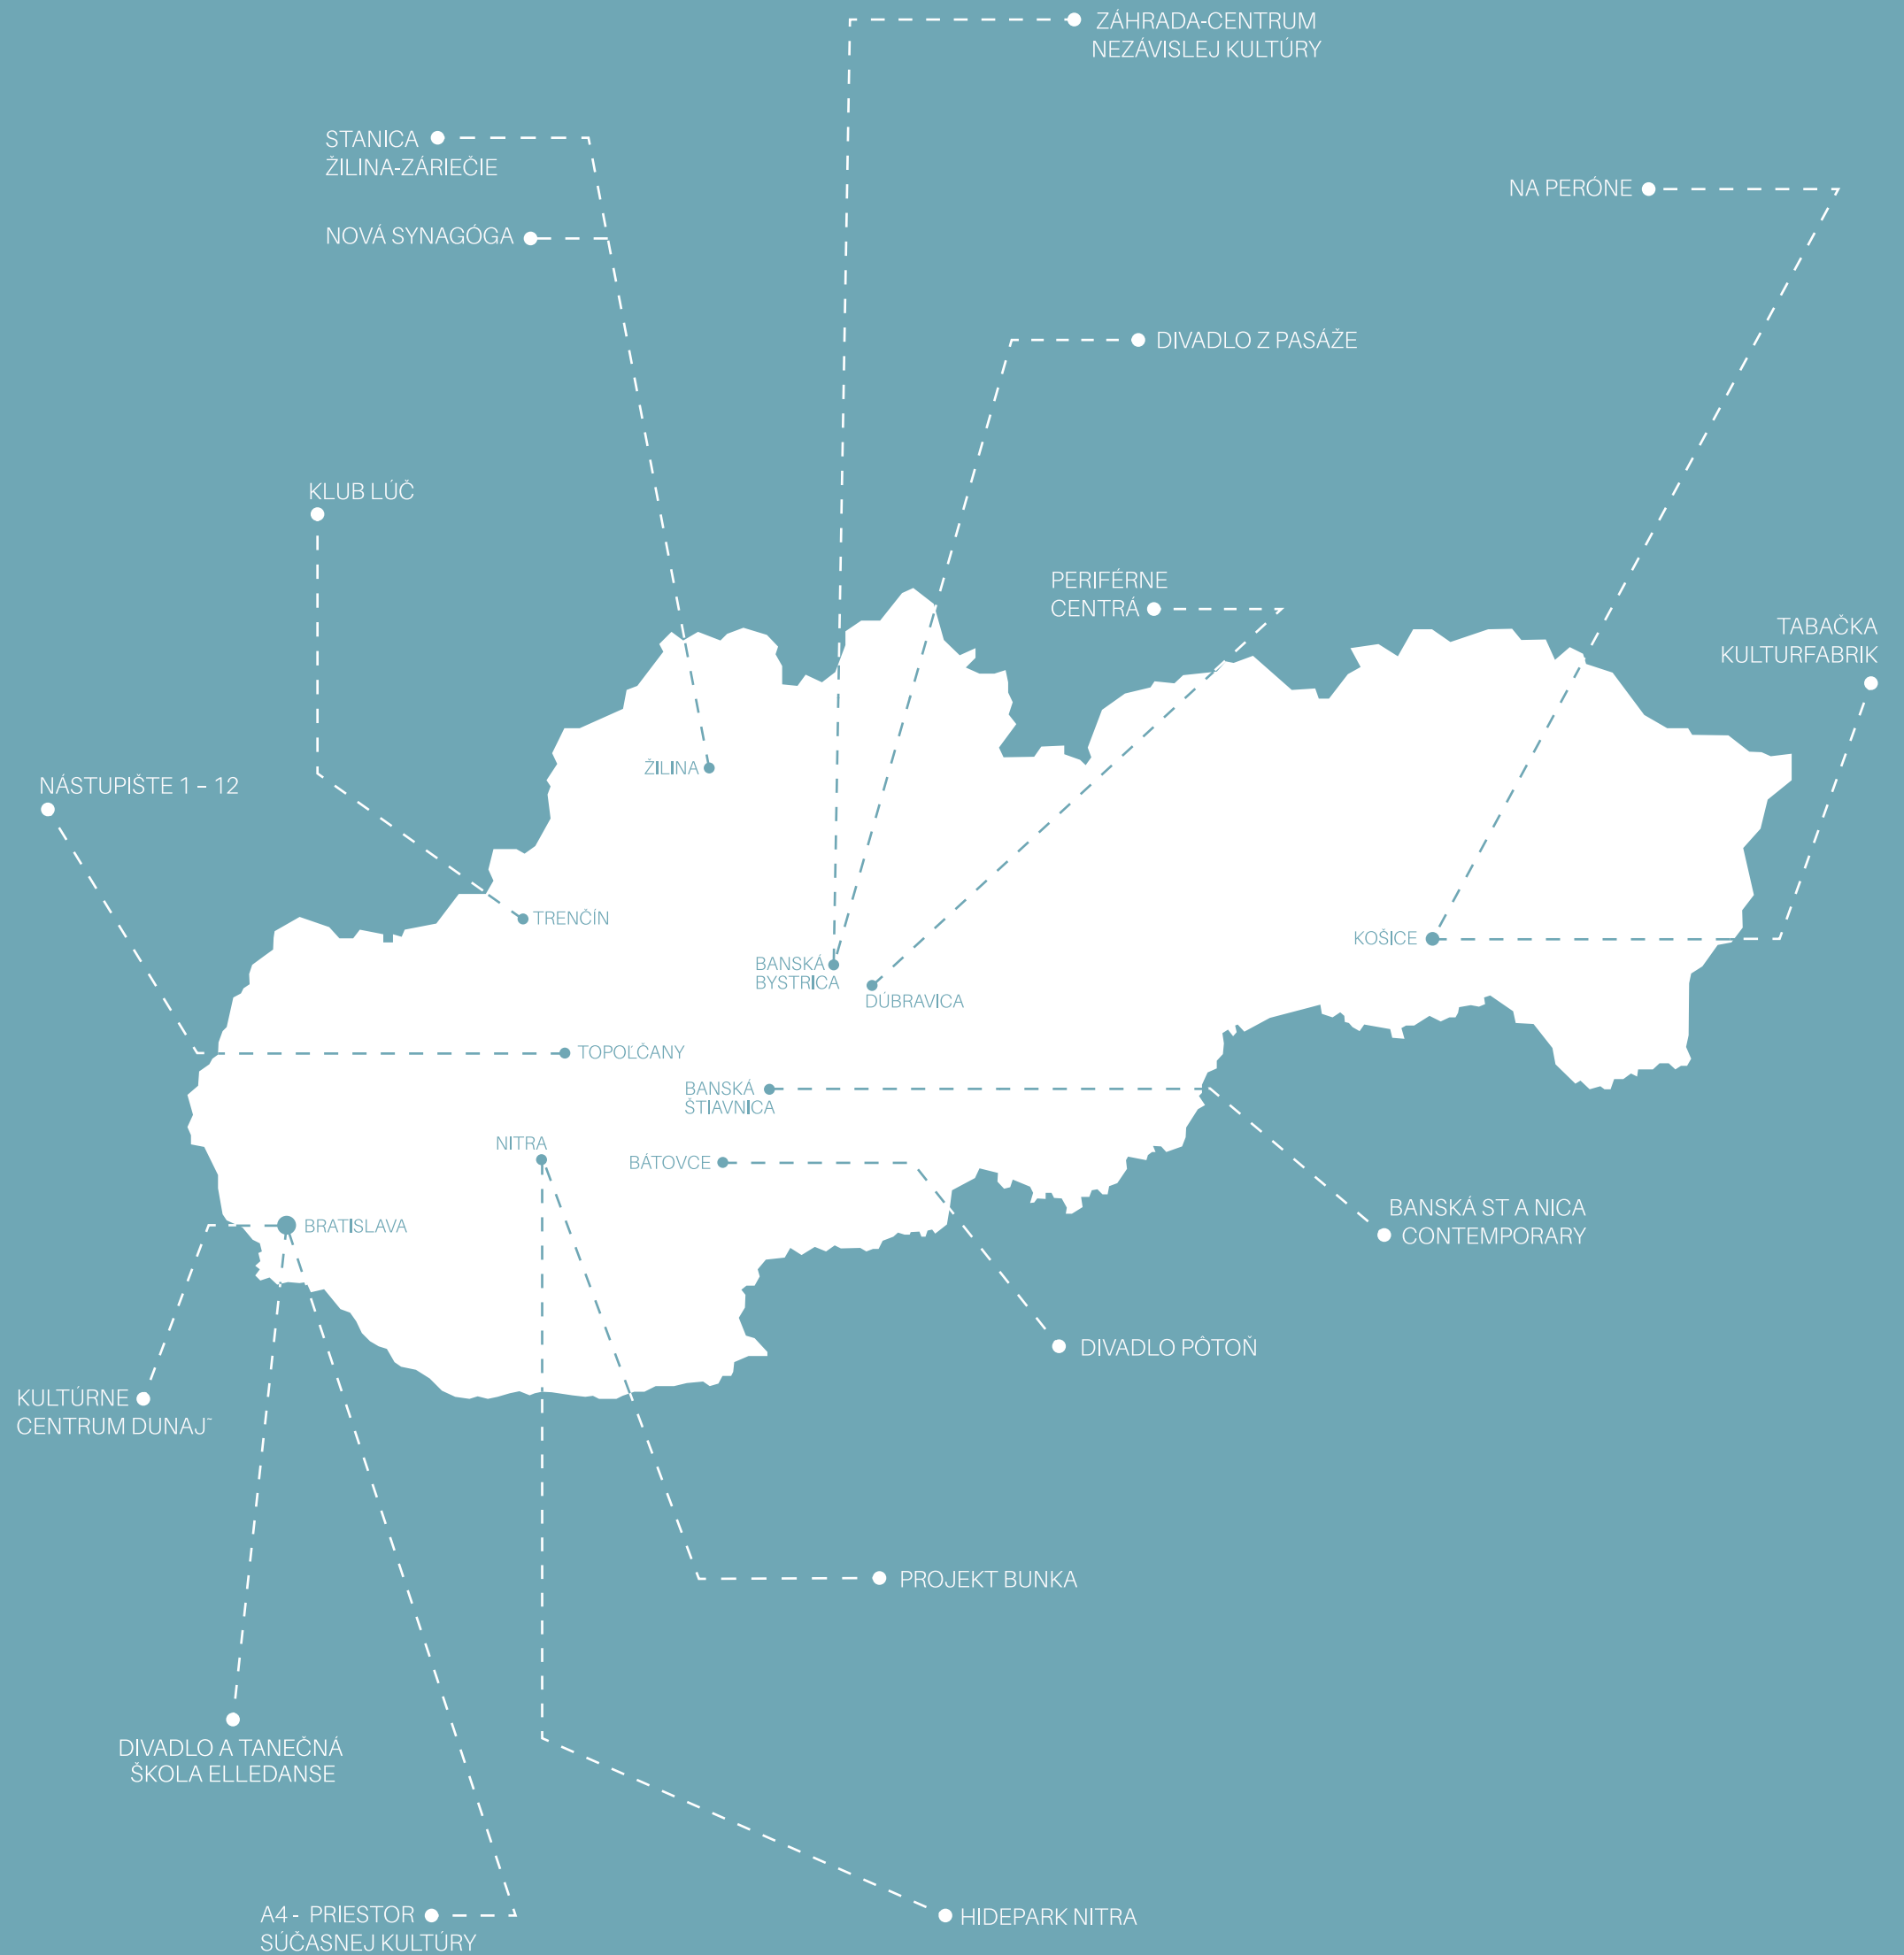 ZÁHRADA-CENTRUM
NEZÁVISLEJ KULTÚRY
STANICA
ŽILINA-ZÁRIEČIE
NA PERÓNE
NOVÁ SYNAGÓGA
DIVADLO Z PASÁŽE
KLUB LÚČ
PERIFÉRNE
CENTRÁ
TABAČKA
KULTURFABRIK
ŽILINA
NÁSTUPIŠTE 1 – 12
TRENČÍN
KOŠICE
BANSKÁ
BYSTRICA
DÚBRAVICA
TOPOĽČANY
BANSKÁ
ŠTIAVNICA
NITRA
BÁTOVCE
BANSKÁ ST A NICA
CONTEMPORARY
BRATISLAVA
DIVADLO PÔTOŇ
KULTÚRNE
CENTRUM DUNAJ
PROJEKT BUNKA
DIVADLO A TANEČNÁ
ŠKOLA ELLEDANSE
A4 - PRIESTOR
SÚČASNEJ KULTÚRY
HIDEPARK NITRA